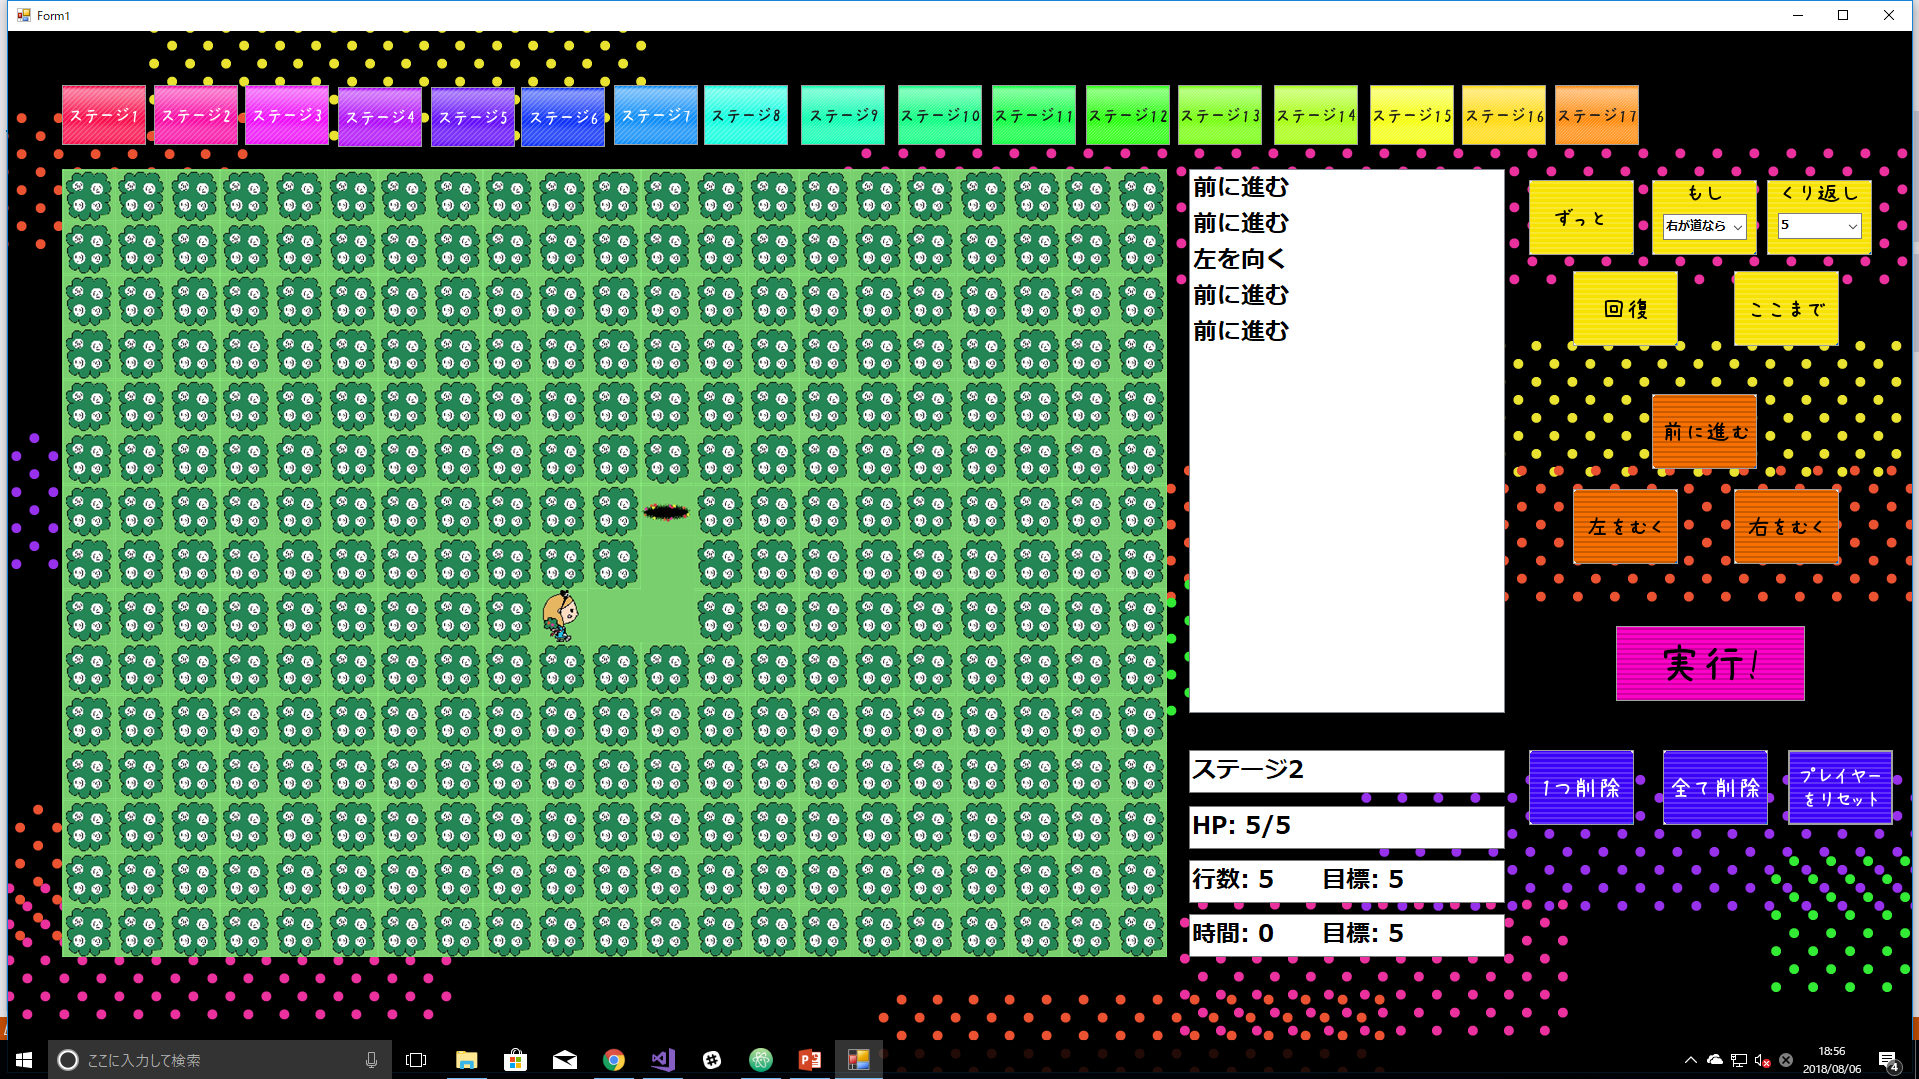 Form1
ステージ1
ステージ2
ステージ3
ステージ4
ステージ5
ステージ6
ステージ7
ステージ8
ステージ9
ステージ10
ステージ11
ステージ12
ステージ13
ステージ14
ステージ15
ステージ16
ステージ17
前に進む
前に進む
左を向く
前に進む
前に進む
ずっと
もし
右が道なら
くり返し
5
回復
ここまで
前に進む
左をむく
右をむく
実行!
ステージ2
HP: 5/5
行数: 5 目標: 5
時間: 0 目標: 5
1つ削除
全て削除
プレイヤー
をリセット
ここに入力して検索
18:56
2018/08/06
4